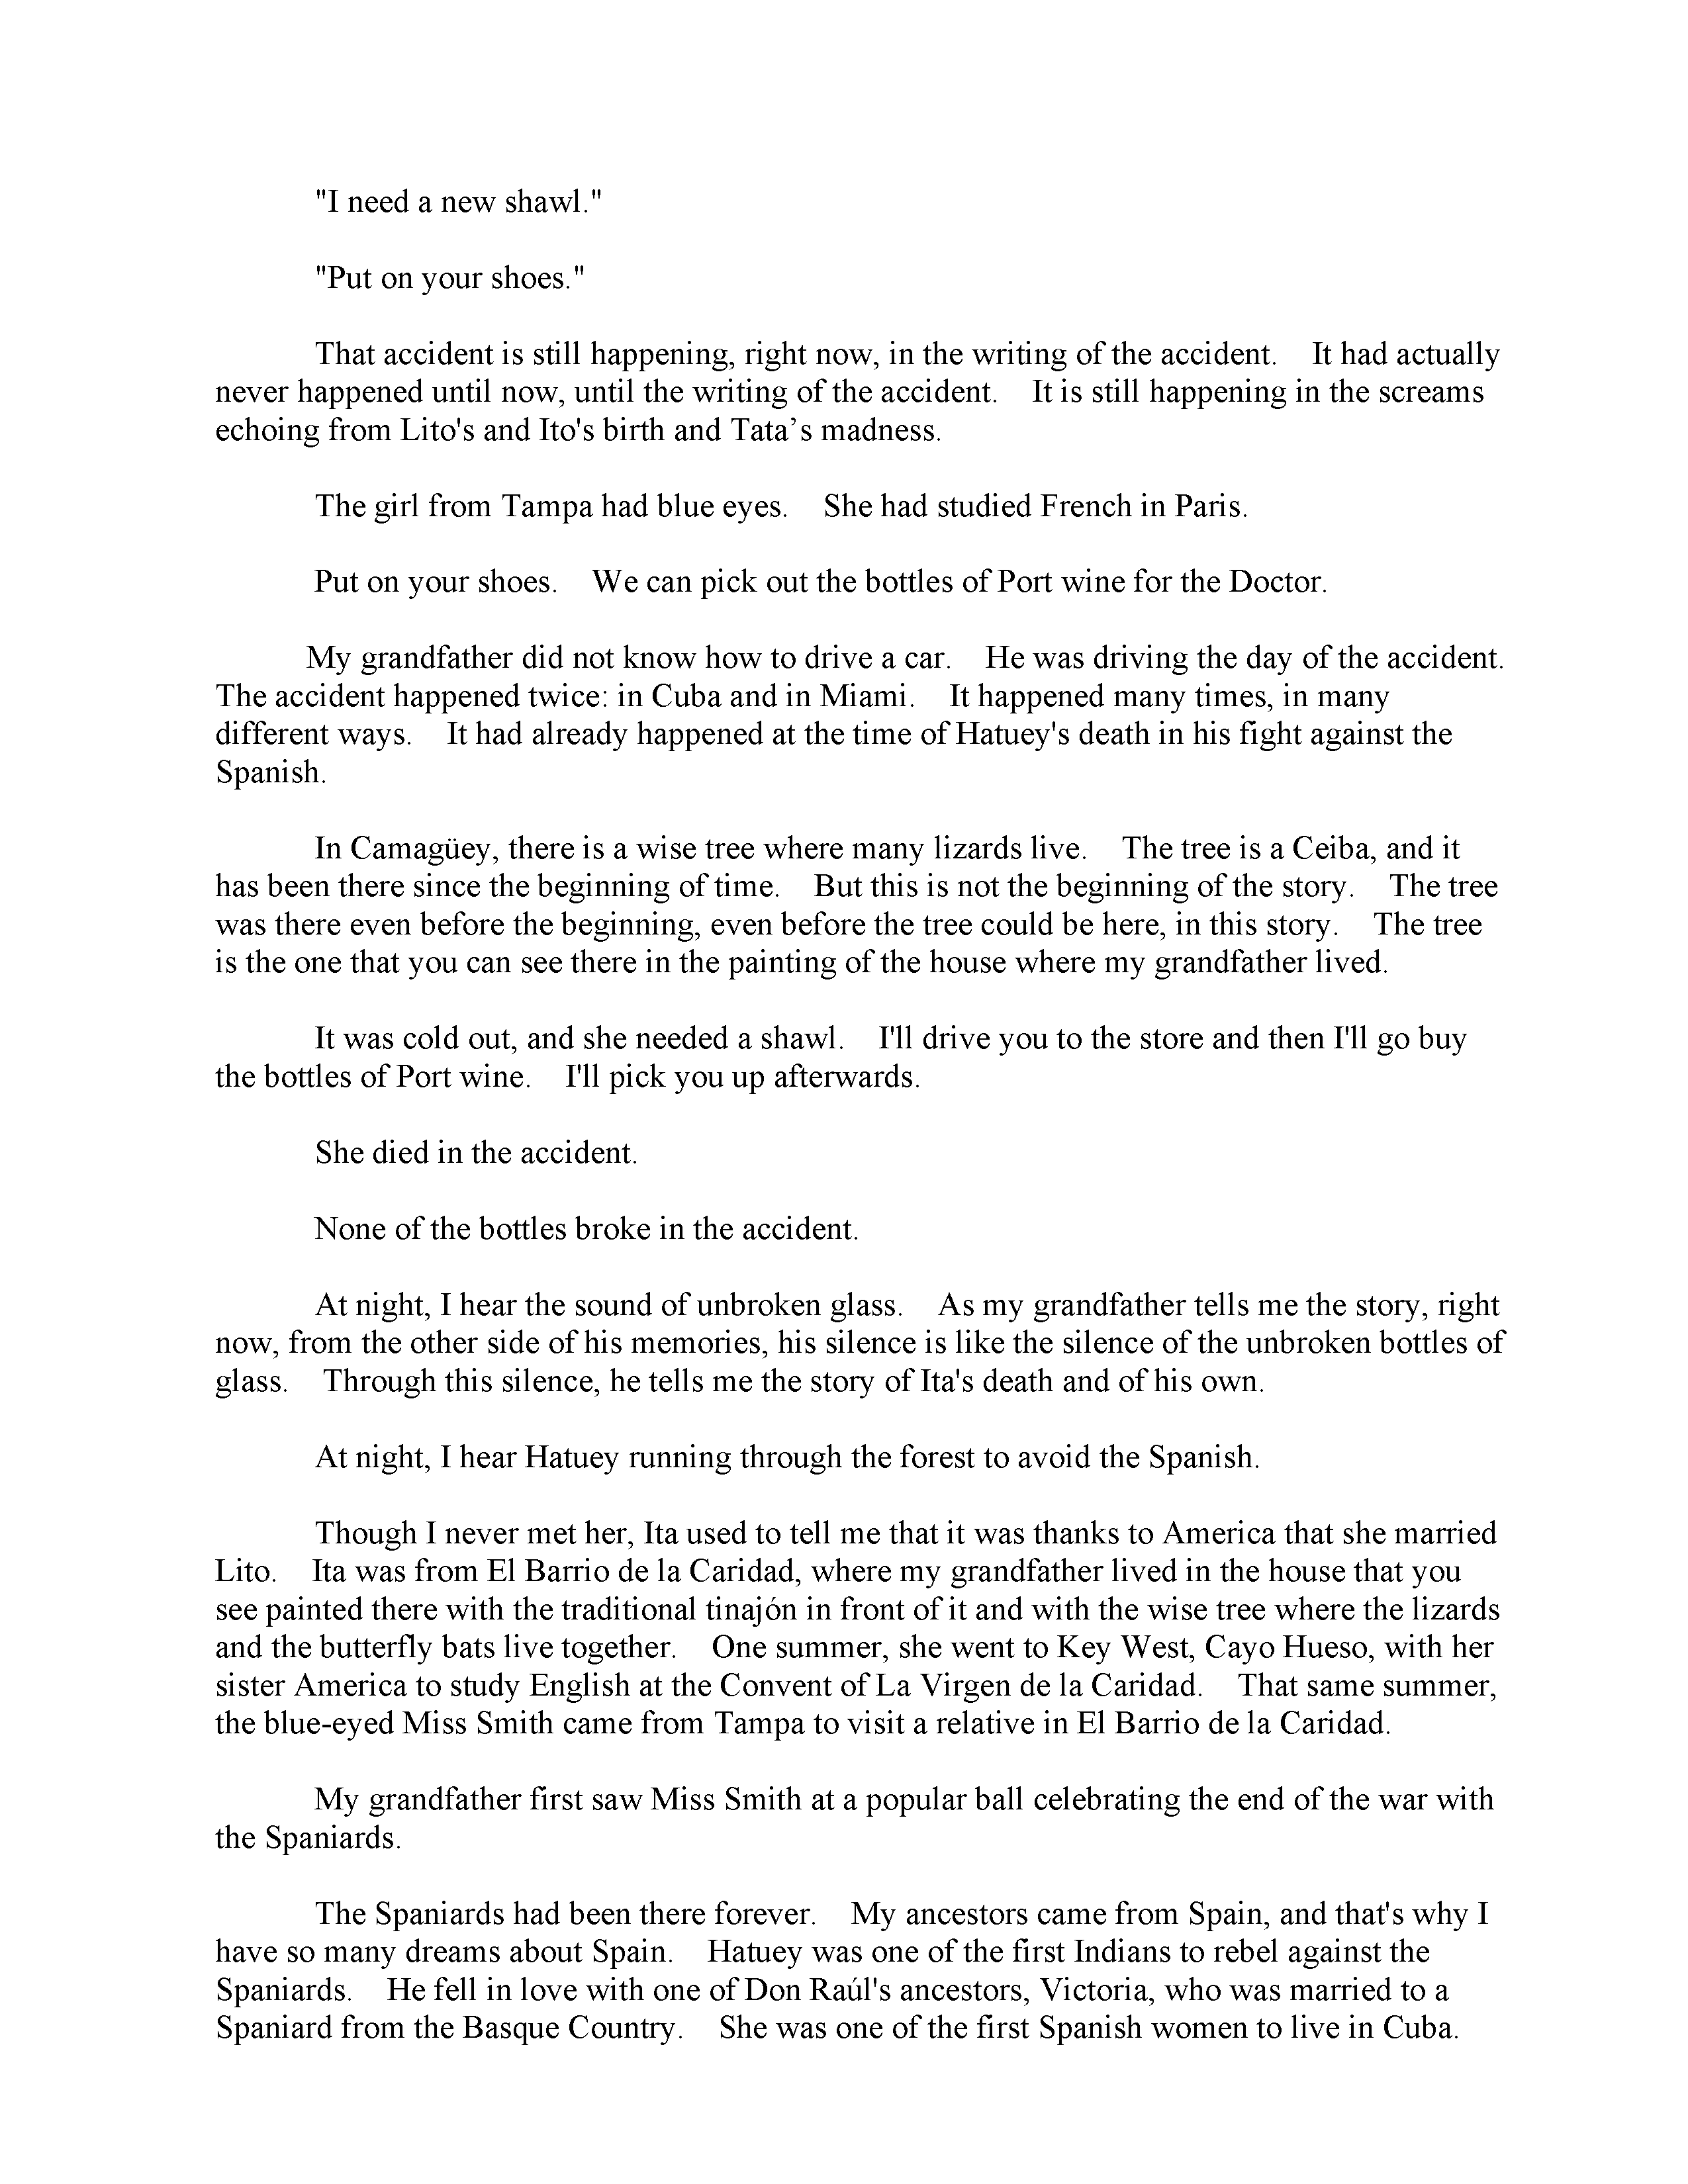 "I need a new shawl."
"Put on your shoes."
That accident is still happening, right now, in the writing of the accident. It had actually
never happened until now, until the writing of the accident. It is still happening in the screams
echoing from Lito's and Ito's birth and Tata’s madness.
The girl from Tampa had blue eyes. She had studied French in Paris.
Put on your shoes. We can pick out the bottles of Port wine for the Doctor.
My grandfather did not know how to drive a car. He was driving the day of the accident.
The accident happened twice: in Cuba and in Miami. It happened many times, in many
different ways. It had already happened at the time of Hatuey's death in his fight against the
Spanish.
In Camagüey, there is a wise tree where many lizards live. The tree is a Ceiba, and it
has been there since the beginning of time. But this is not the beginning of the story. The tree
was there even before the beginning, even before the tree could be here, in this story. The tree
is the one that you can see there in the painting of the house where my grandfather lived.
It was cold out, and she needed a shawl. I'll drive you to the store and then I'll go buy
the bottles of Port wine. I'll pick you up afterwards.
She died in the accident.
None of the bottles broke in the accident.
At night, I hear the sound of unbroken glass. As my grandfather tells me the story, right
now, from the other side of his memories, his silence is like the silence of the unbroken bottles of
glass. Through this silence, he tells me the story of Ita's death and of his own.
At night, I hear Hatuey running through the forest to avoid the Spanish.
Though I never met her, Ita used to tell me that it was thanks to America that she married
Lito. Ita was from El Barrio de la Caridad, where my grandfather lived in the house that you
see painted there with the traditional tinajón in front of it and with the wise tree where the lizards
and the butterfly bats live together. One summer, she went to Key West, Cayo Hueso, with her
sister America to study English at the Convent of La Virgen de la Caridad. That same summer,
the blue-eyed Miss Smith came from Tampa to visit a relative in El Barrio de la Caridad.
My grandfather first saw Miss Smith at a popular ball celebrating the end of the war with
the Spaniards.
The Spaniards had been there forever. My ancestors came from Spain, and that's why I
have so many dreams about Spain. Hatuey was one of the first Indians to rebel against the
Spaniards. He fell in love with one of Don Raúl's ancestors, Victoria, who was married to a
Spaniard from the Basque Country. She was one of the first Spanish women to live in Cuba.